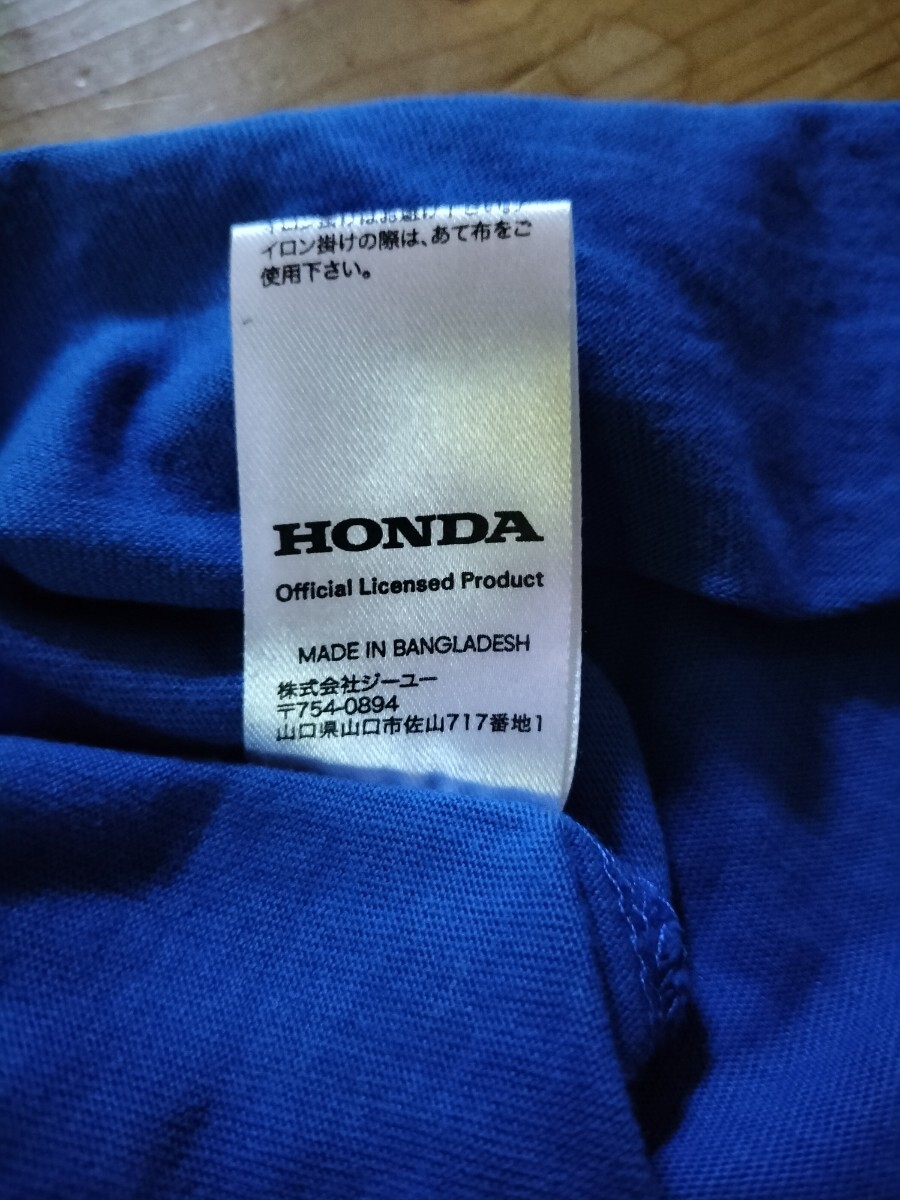 イロン掛けの際は、あて布をご
使用下さい。
HONDA
Official Licensed Product
MADE IN BANGLADESH
株式会社ジーユー
〒754-0894
山口県山口市佐山717番地1